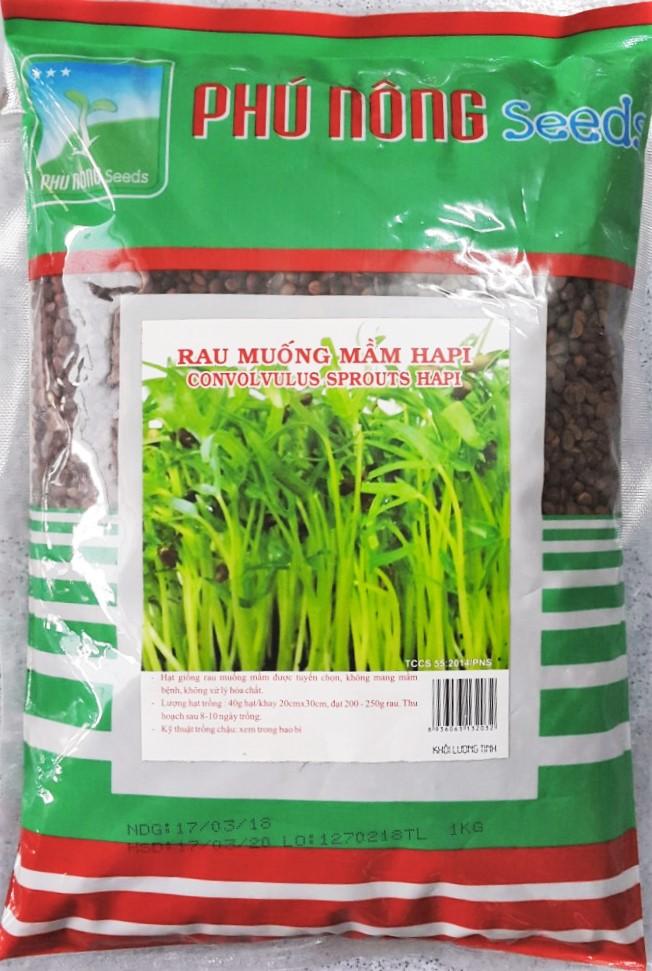 PHÚ NÔNG Seeds
PHÚ NÔNG Seeds
RAU MUỐNG MẦM HAPI
CONVOLVULUS SPROUTS HAPI
TCCS 55:2014/PNS
- Hạt giống rau muống mầm được tuyển chọn, không mang mầm
bệnh, không xử lý hóa chất.
- Lượng hạt trồng : 40g hạt/khay 20cmx30cm, đạt 200 - 250g rau. Thu
hoạch sau 8-10 ngày trồng.
- Kỹ thuật trồng chậu: xem trong bao bì
8 936065 132052
KHỐI LƯỢNG TỊNH
NDG:17/03/18
HSD:17/03/20 LO:1270218TL 1KG